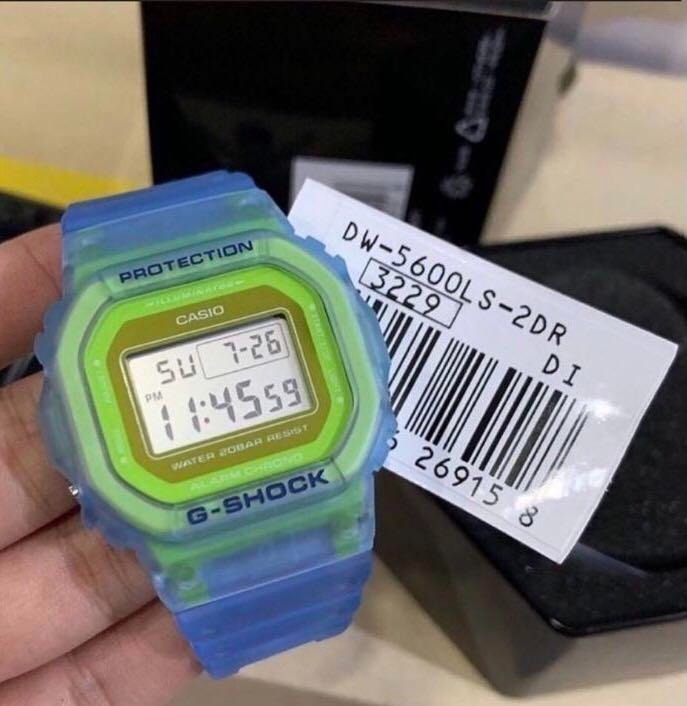 PROTECTION
ILLUMINATOR
CASIO
SU 7-26
PM
11:45 59
WATER 20BAR RESIST
ALARM CHRONO
G-SHOCK
DW-5600LS-2DR
3229
DI
26915 8